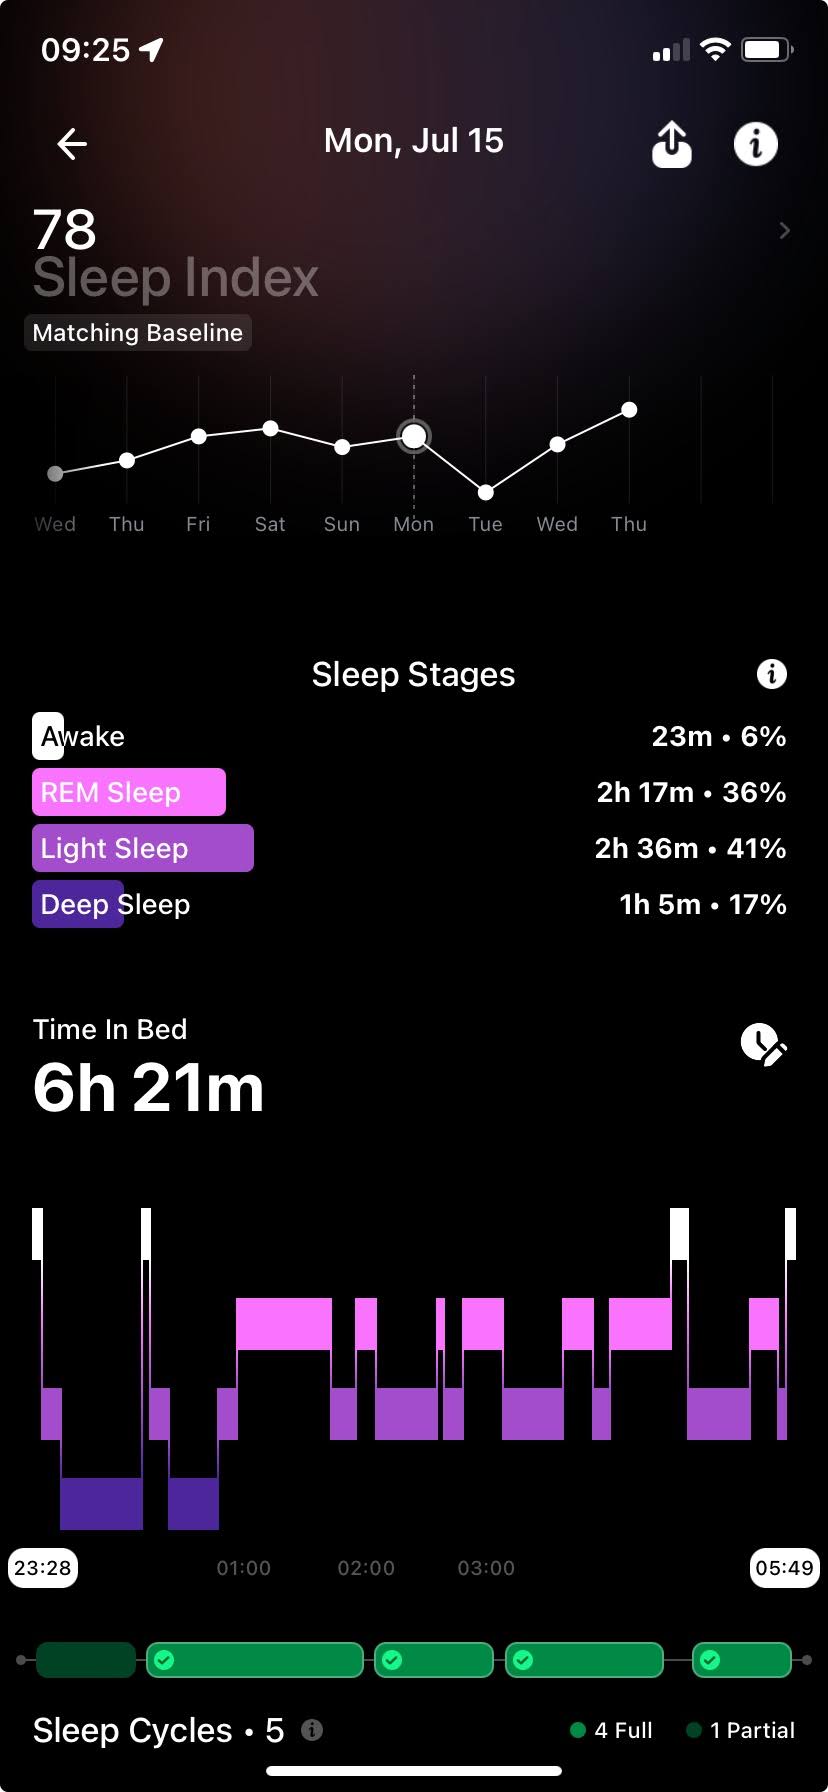 09:25
Mon, Jul 15
78
Sleep Index
Matching Baseline
Wed Thu Fri Sat Sun Mon Tue Wed Thu
Sleep Stages
Awake 23m • 6%
REM Sleep 2h 17m • 36%
Light Sleep 2h 36m • 41%
Deep Sleep 1h 5m • 17%
Time In Bed
6h 21m
23:28 01:00 02:00 03:00 05:49
Sleep Cycles • 5 4 Full 1 Partial